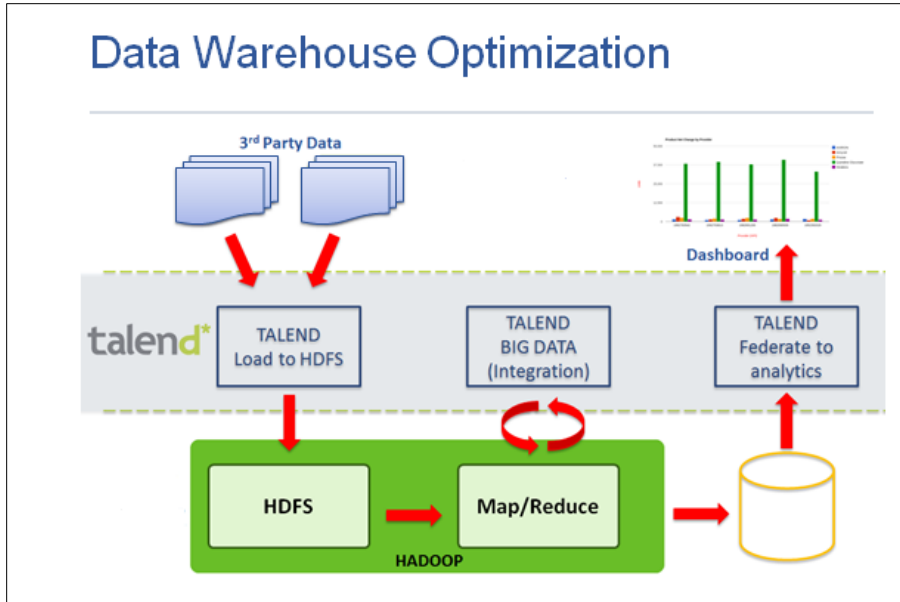 Data Warehouse Optimization
3rd Party Data
Dashboard
talend*
TALEND
Load to HDFS
TALEND
BIG DATA
(Integration)
TALEND
Federate to
analytics
HDFS
Map/Reduce
HADOOP